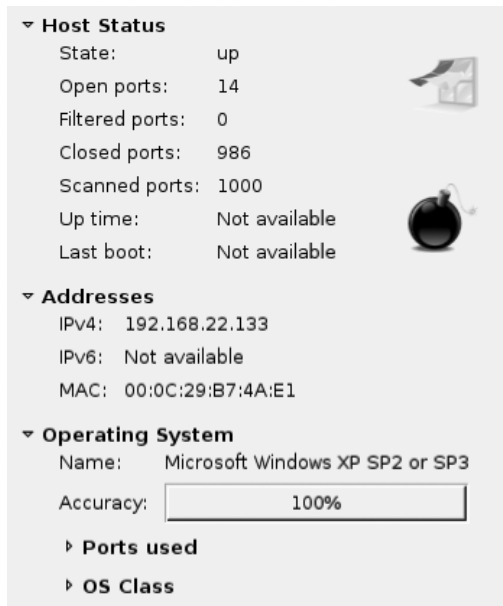 Host Status
State: up
Open ports: 14
Filtered ports: 0
Closed ports: 986
Scanned ports: 1000
Up time: Not available
Last boot: Not available
Addresses
IPv4: 192.168.22.133
IPv6: Not available
MAC: 00:0C:29:B7:4A:E1
Operating System
Name: Microsoft Windows XP SP2 or SP3
Accuracy: 100%
Ports used
OS Class